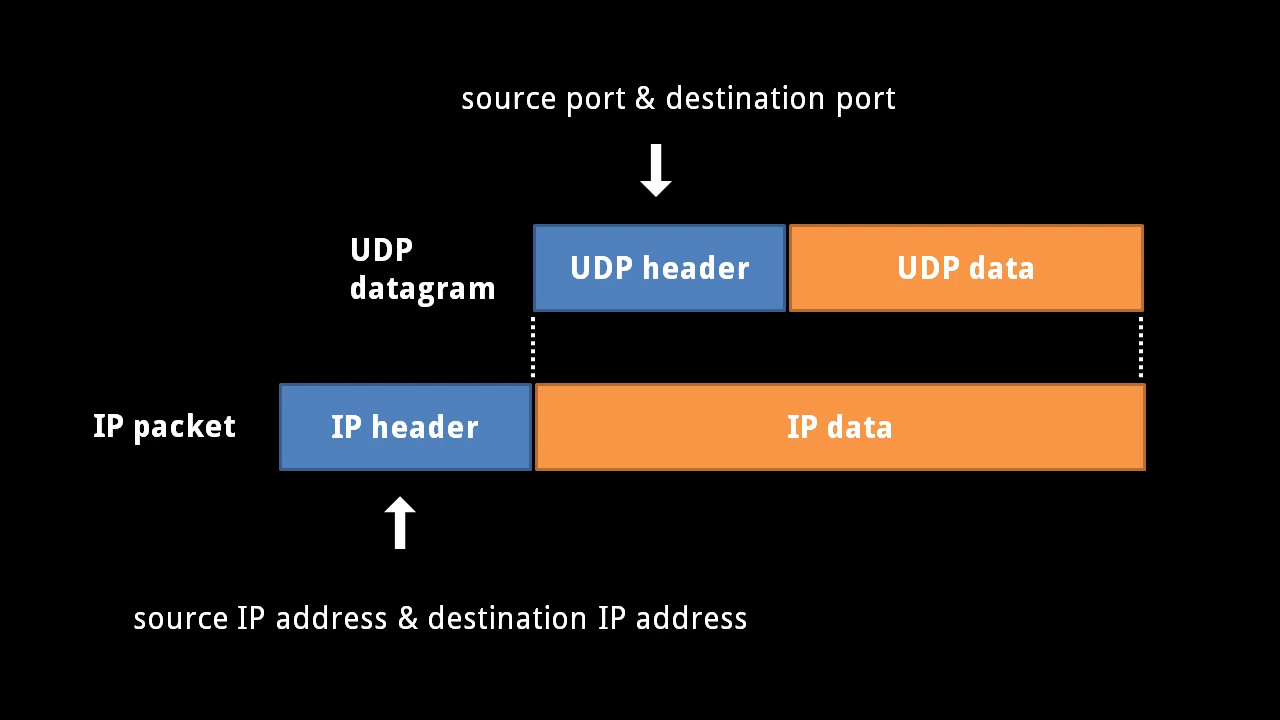 source port & destination port
UDP
datagram
UDP header
UDP data
IP packet
IP header
IP data
source IP address & destination IP address